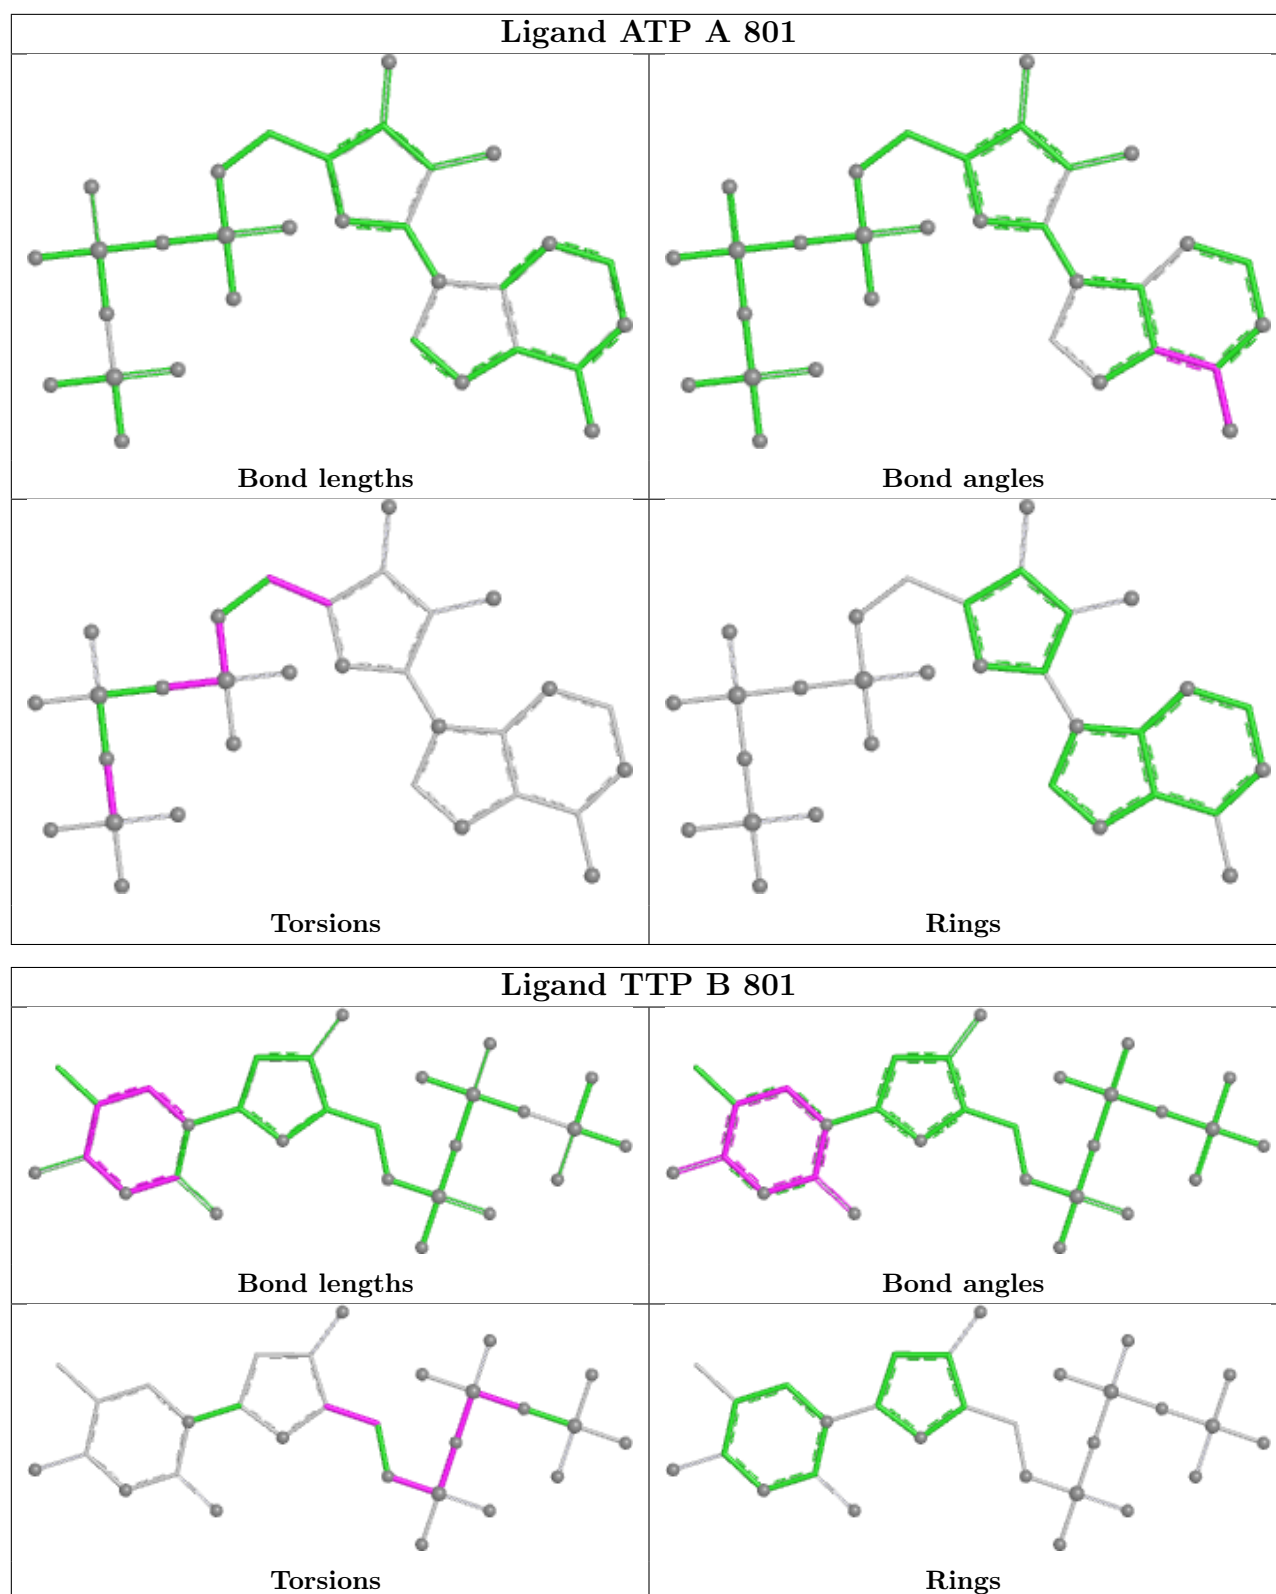 Ligand ATP A 801
Bond lengths
Bond angles
Torsions
Rings
Ligand TTP B 801
Bond lengths
Bond angles
Torsions
Rings